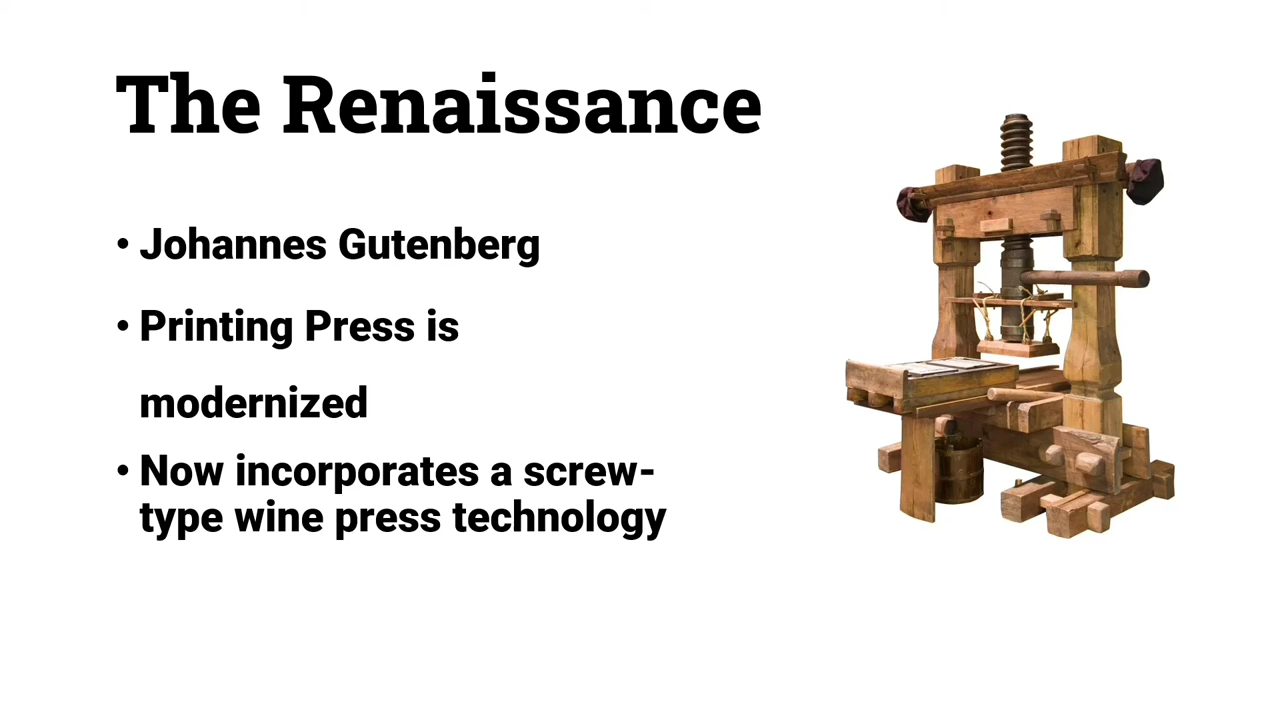 The Renaissance
• Johannes Gutenberg
• Printing Press is
modernized
• Now incorporates a screw-
type wine press technology